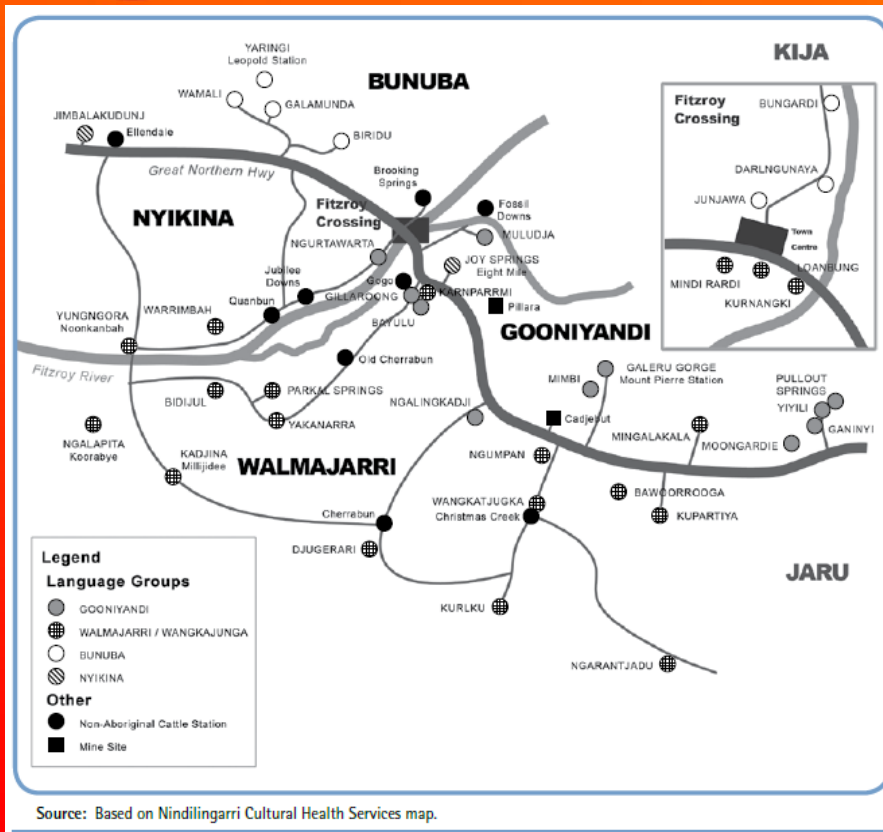 KIJA
YARINGI
Leopold Station
BUNUBA
WAMALI
GALAMUNDA
JIMBALAKUDUNJ
Ellendale
BIRIDU
Great Northern Hwy
Brooking
Springs
NYIKINA
Fitzroy
Crossing
Fossil
Downs
NGURTAWARTA
MULUDJA
JOY SPRINGS
Eight Mile
Jubilee
Downs
Gogo
GILLAROONG
KARNPARRMI
Quanbun
BAYULU
Pillara
WARRIMBAH
YUNGNGORA
Noonkanbah
GOONIYANDI
Fitzroy River
Old Cherrabun
BIDIJUL
PARKAL SPRINGS
YAKANARRA
MIMBI
GALERU GORGE
Mount Pierre Station
PULLOUT
SPRINGS
YIYILI
GANINYI
NGALINGKADJI
Cadjebut
MINGALAKALA
MOONGARDIE
NGALAPITA
Koorabye
KADJINA
Millijidee
WALMAJARRI
NGUMPAN
WANGKATJUGKA
Christmas Creek
BAWOORROOGA
KUPARTIYA
Cherrabun
DJUGERARI
JARU
KURLKU
NGARANTJADU
Fitzroy
Crossing
BUNGARDI
DARLNGUNAYA
JUNJAWA
Town
Centre
LOANBUNG
MINDI RARDI
KURNANGKI
Legend
Language Groups
GOONIYANDI
WALMAJARRI / WANGKAJUNGA
BUNUBA
NYIKINA
Other
Non-Aboriginal Cattle Station
Mine Site
Source: Based on Nindilingarri Cultural Health Services map.